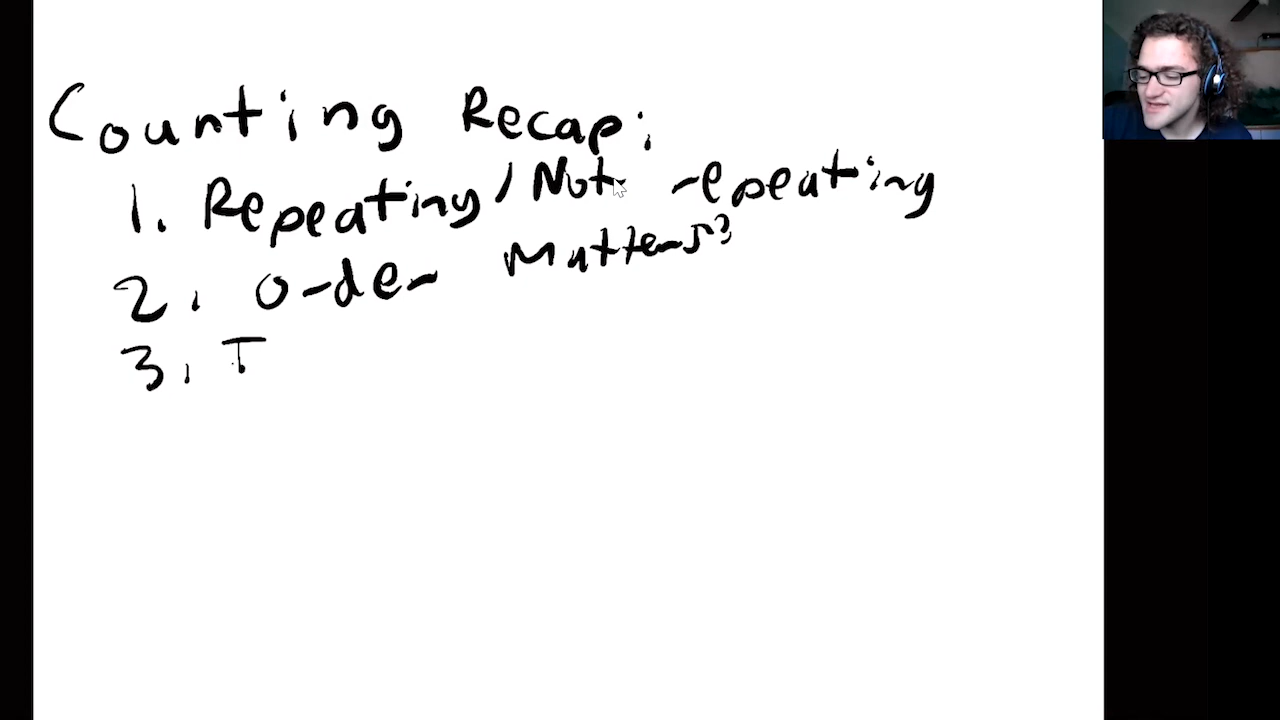 Counting Recap:
1. Repeating/Not repeating
2. Order Matters?
3. T